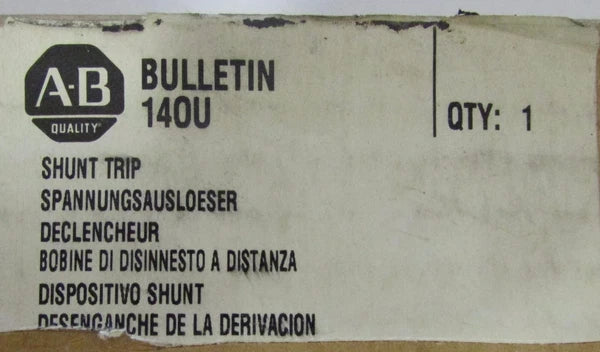 A-B
QUALITY
BULLETIN
140U
QTY: 1
SHUNT TRIP
SPANNUNGSAUSLOESER
DECLENCHEUR
BOBINE DI DISINNESTO A DISTANZA
DISPOSITIVO SHUNT
DESENGANCHE DE LA DERIVACION